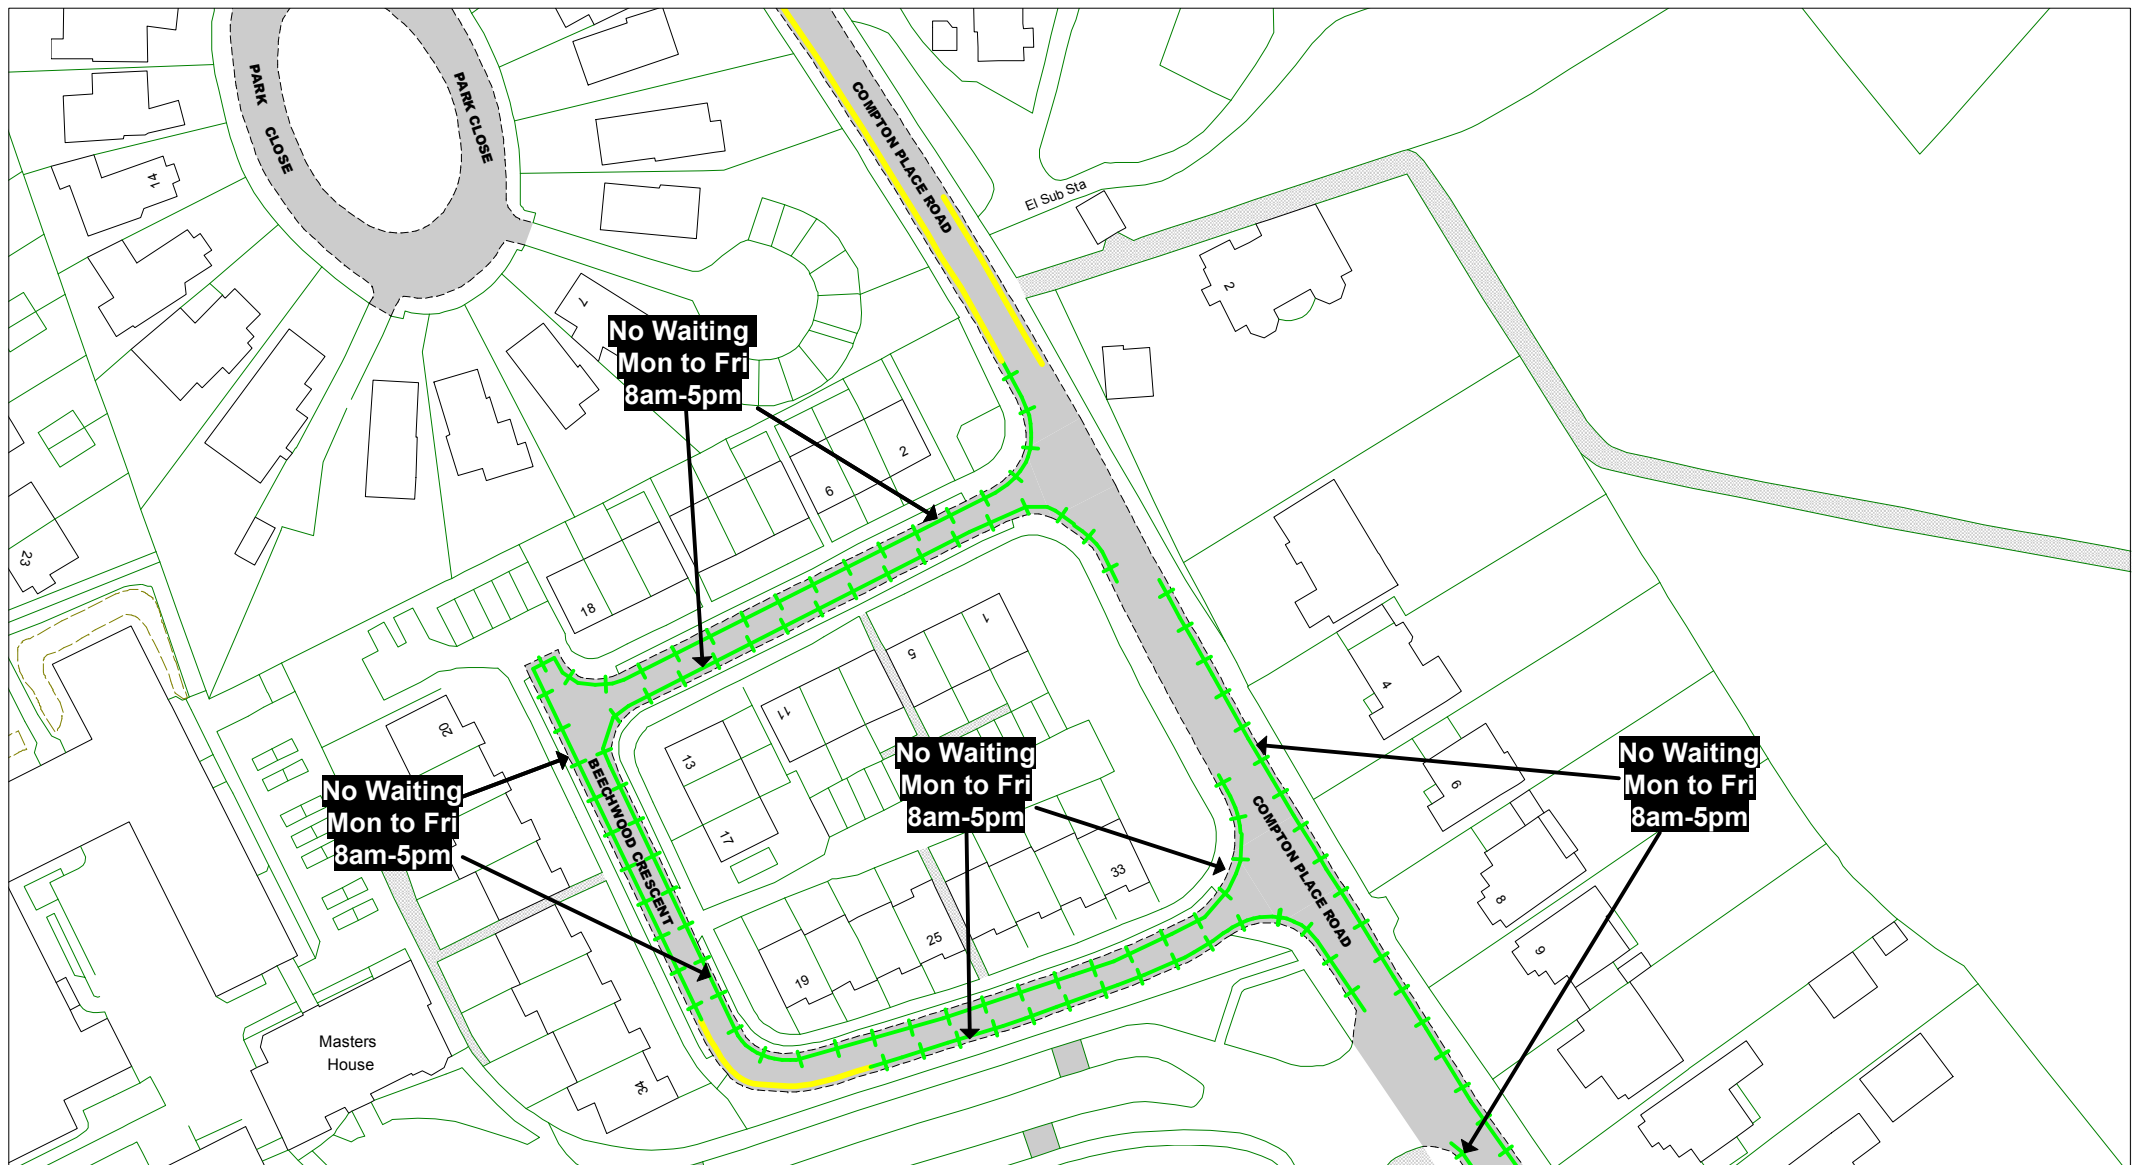 PARK CLOSE
PARK CLOSE
COMPTON PLACE ROAD
14
El Sub Sta
2
7
No Waiting
Mon to Fri
8am-5pm
2
6
23
18
1
5
4
11
20
13
17
No Waiting
Mon to Fri
8am-5pm
No Waiting
Mon to Fri
8am-5pm
No Waiting
Mon to Fri
8am-5pm
BEECHWOOD CRESCENT
COMPTON PLACE ROAD
6
33
8
25
9
19
Masters
House
34